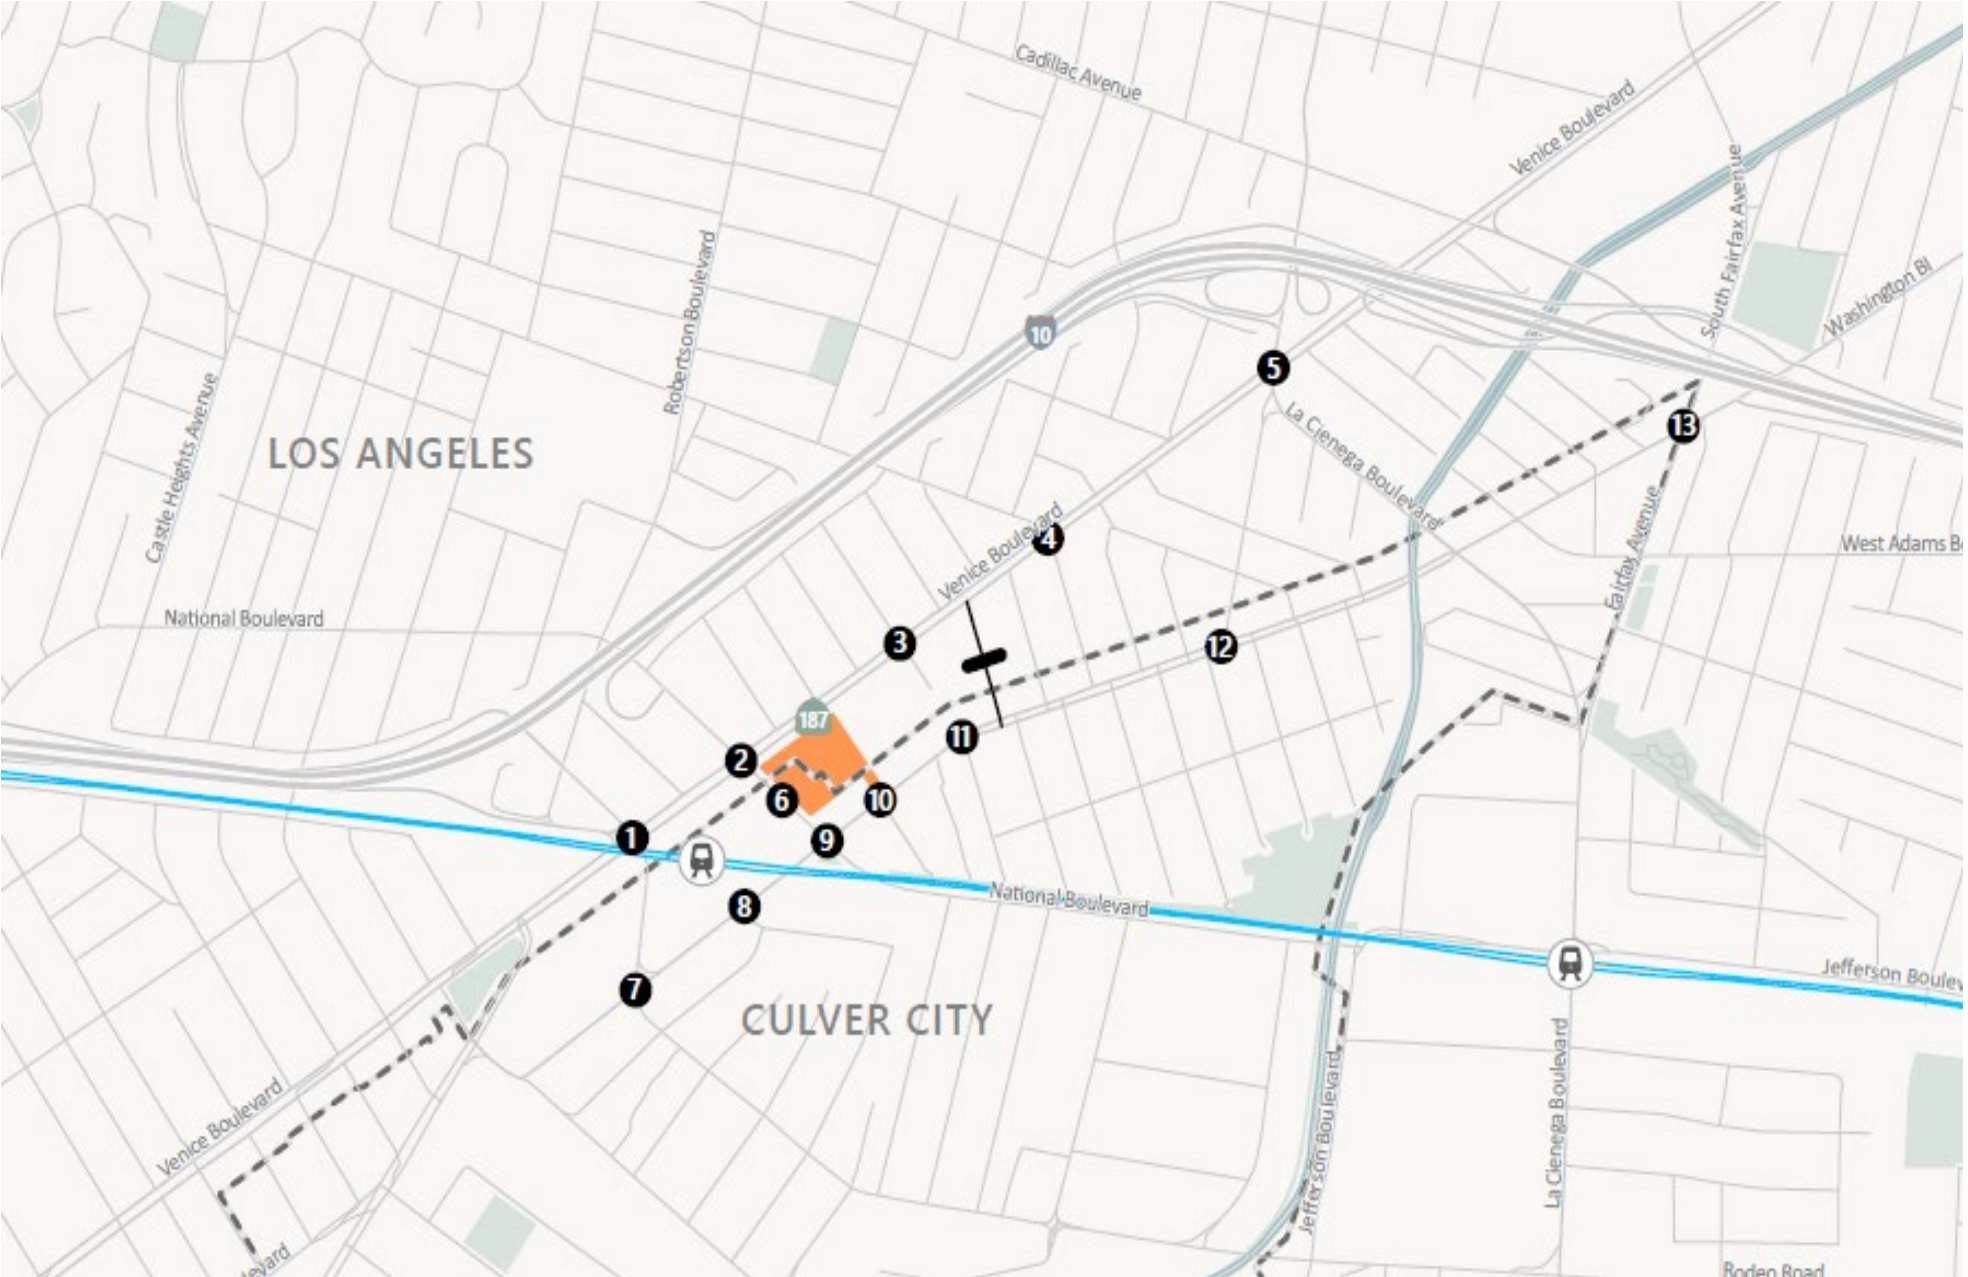 Cadillac Avenue
Venice Boulevard
South Fairfax Avenue
Robertson Boulevard
Washington Bl
10
5
Castle Heights Avenue
La Cienega Boulevard
13
LOS ANGELES
Venice Boulevard
4
Fairfax Avenue
West Adams B
National Boulevard
3
12
187
11
2
6
10
1
9
National Boulevard
8
7
Jefferson Boulev
CULVER CITY
Venice Boulevard
Jefferson Boulevard
La Cienega Boulevard
levard
Rodeo Road